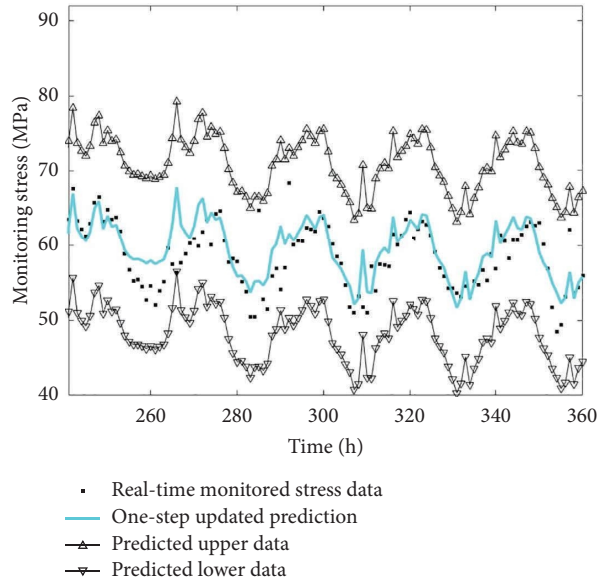 90
80
70
60
50
40
Monitoring stress (MPa)
260
280
300
320
340
360
Time (h)
Real-time monitored stress data
One-step updated prediction
Predicted upper data
Predicted lower data